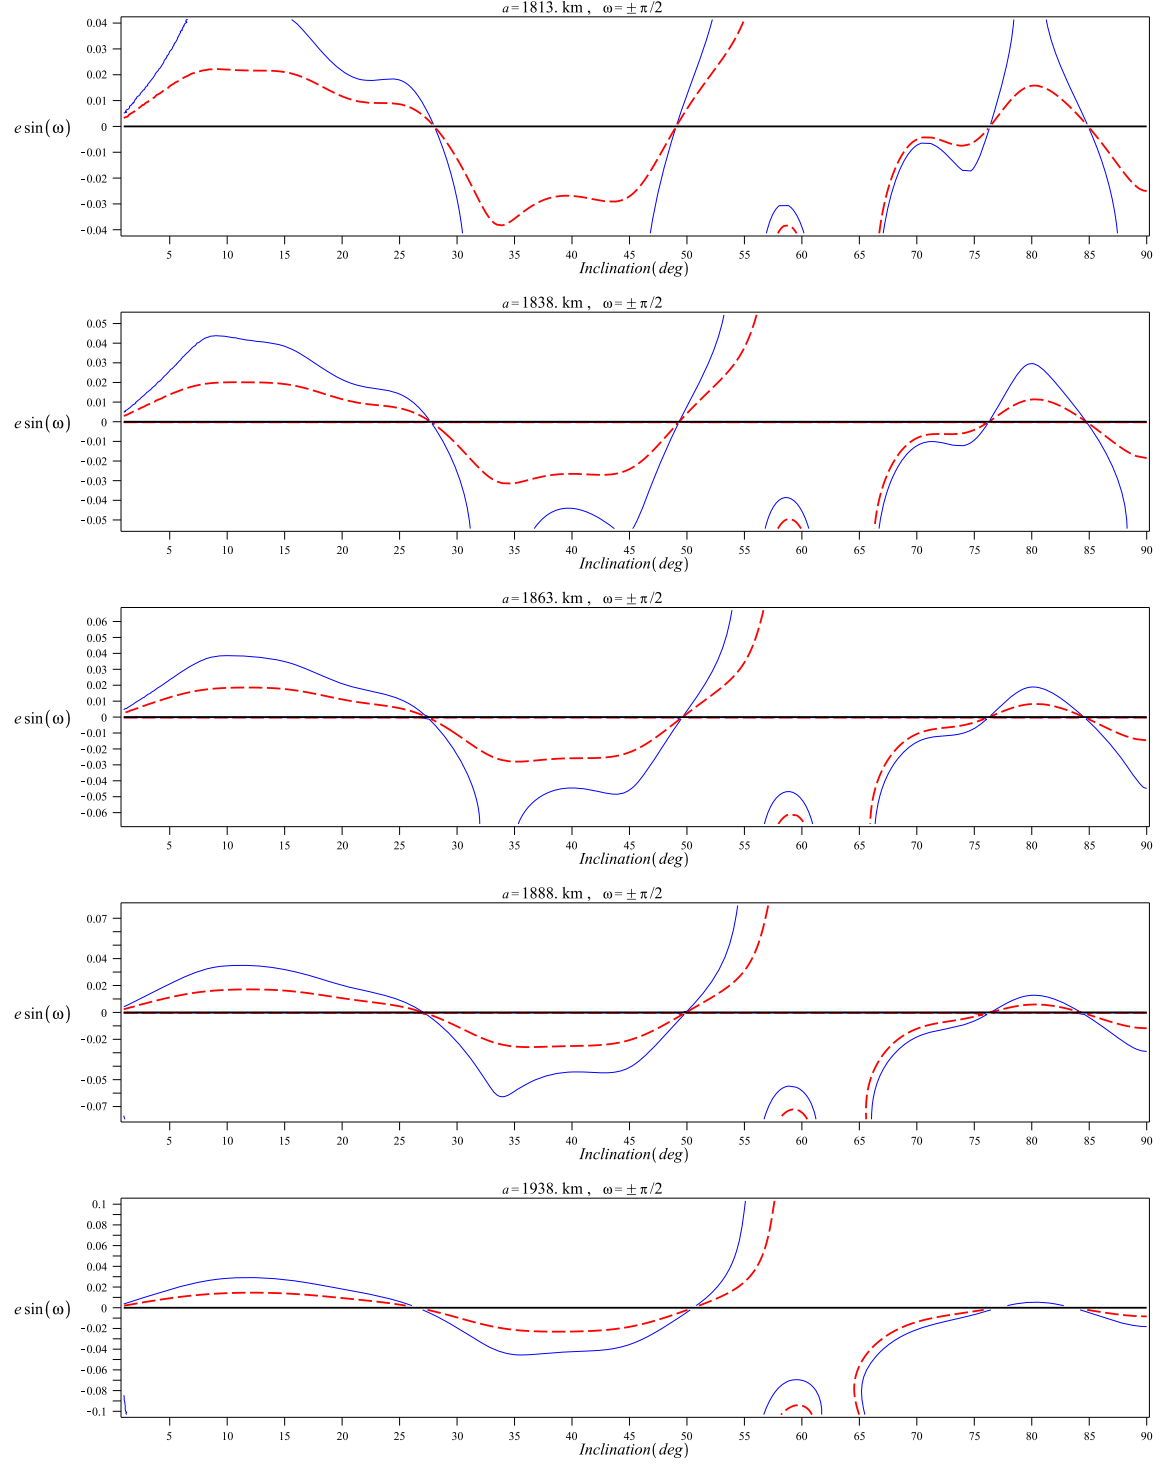 a = 1813. km , ω = ± π/2
0.04
0.03
0.02
0.01
0
-0.01
-0.02
-0.03
-0.04
e sin(ω)
5 10 15 20 25 30 35 40 45 50 55 60 65 70 75 80 85 90
Inclination(deg)
a = 1838. km , ω = ± π/2
0.05
0.04
0.03
0.02
0.01
0
-0.01
-0.02
-0.03
-0.04
-0.05
e sin(ω)
5 10 15 20 25 30 35 40 45 50 55 60 65 70 75 80 85 90
Inclination(deg)
a = 1863. km , ω = ± π/2
0.06
0.05
0.04
0.03
0.02
0.01
0
-0.01
-0.02
-0.03
-0.04
-0.05
-0.06
e sin(ω)
5 10 15 20 25 30 35 40 45 50 55 60 65 70 75 80 85 90
Inclination(deg)
a = 1888. km , ω = ± π/2
0.07
0.04
0.02
0
-0.02
-0.05
-0.07
e sin(ω)
5 10 15 20 25 30 35 40 45 50 55 60 65 70 75 80 85 90
Inclination(deg)
a = 1938. km , ω = ± π/2
0.1
0.08
0.06
0.04
0.02
0
-0.02
-0.04
-0.06
-0.08
-0.1
e sin(ω)
5 10 15 20 25 30 35 40 45 50 55 60 65 70 75 80 85 90
Inclination(deg)